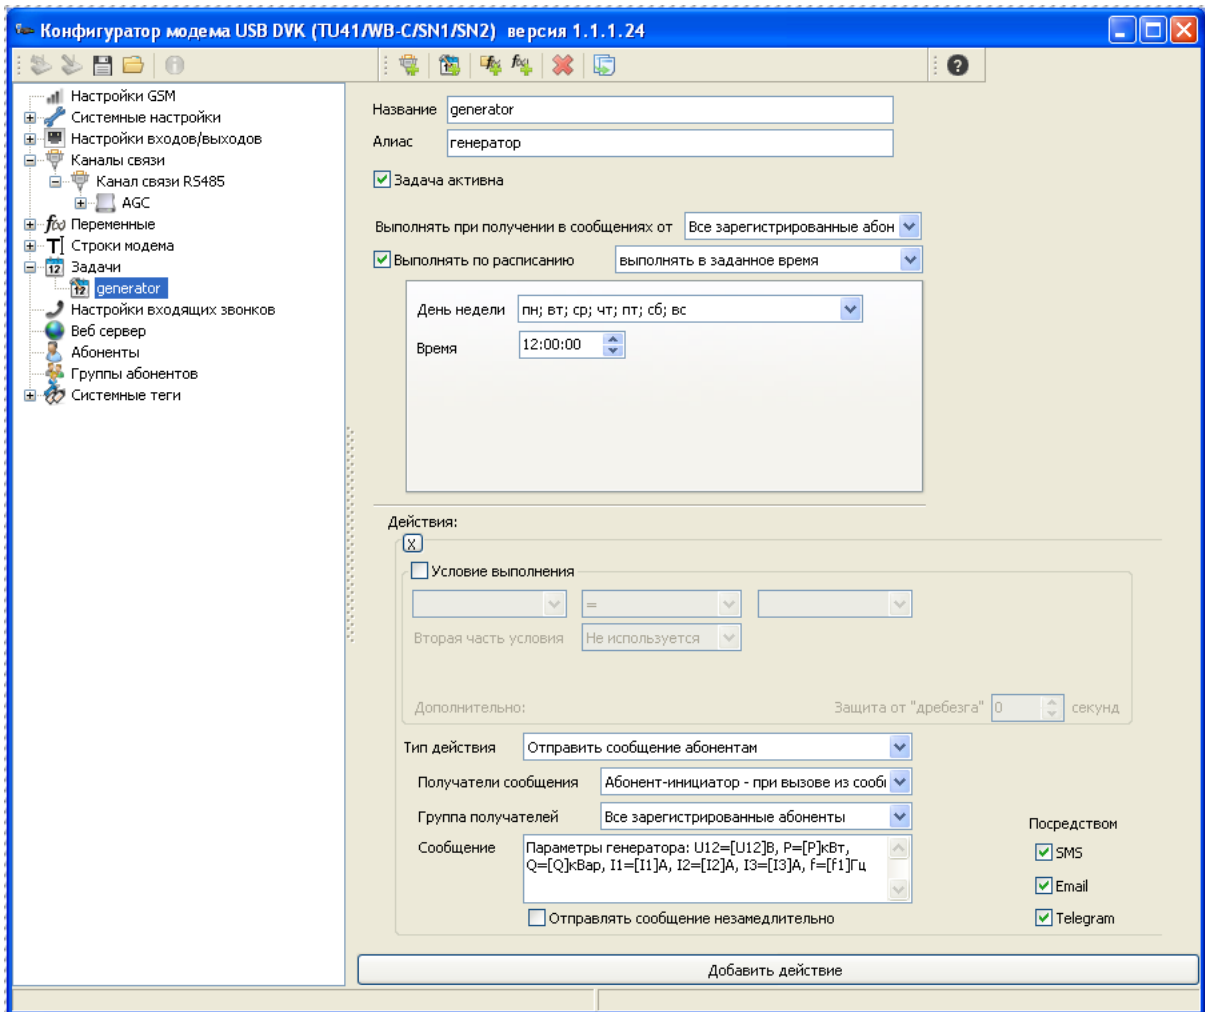 Конфигуратор модема USB DVK (TU41/WB-C/SN1/SN2) версия 1.1.1.24
Настройки GSM
Системные настройки
Настройки входов/выходов
Каналы связи
Канал связи RS485
AGC
Переменные
Строки модема
Задачи
generator
Настройки входящих звонков
Веб сервер
Абоненты
Группы абонентов
Системные теги
Название generator
Алиас генератор
Задача активна
Выполнять при получении в сообщениях от Все зарегистрированные абон
Выполнять по расписанию выполнять в заданное время
День недели пн; вт; ср; чт; пт; сб; вс
Время 12:00:00
Действия:
X
Условие выполнения
=
Вторая часть условия Не используется
Дополнительно: Защита от "дребезга" 0 секунд
Тип действия Отправить сообщение абонентам
Получатели сообщения Абонент-инициатор - при вызове из сооб
Группа получателей Все зарегистрированные абоненты
Посредством
Сообщение Параметры генератора: U12=[U12]В, P=[P]кВт,
Q=[Q]кВар, I1=[I1]А, I2=[I2]А, I3=[I3]А, f=[f1]Гц
SMS
Email
Отправлять сообщение незамедлительно
Telegram
Добавить действие